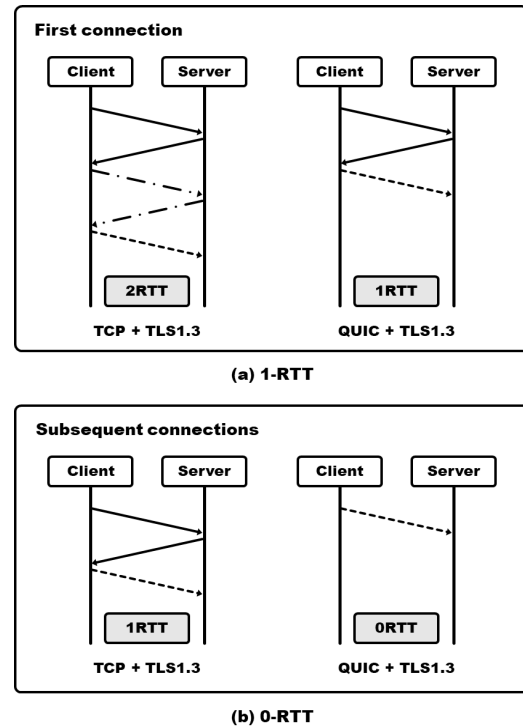 First connection
Client Server Client Server
2RTT 1RTT
TCP + TLS1.3 QUIC + TLS1.3
(a) 1-RTT
Subsequent connections
Client Server Client Server
1RTT 0RTT
TCP + TLS1.3 QUIC + TLS1.3
(b) 0-RTT